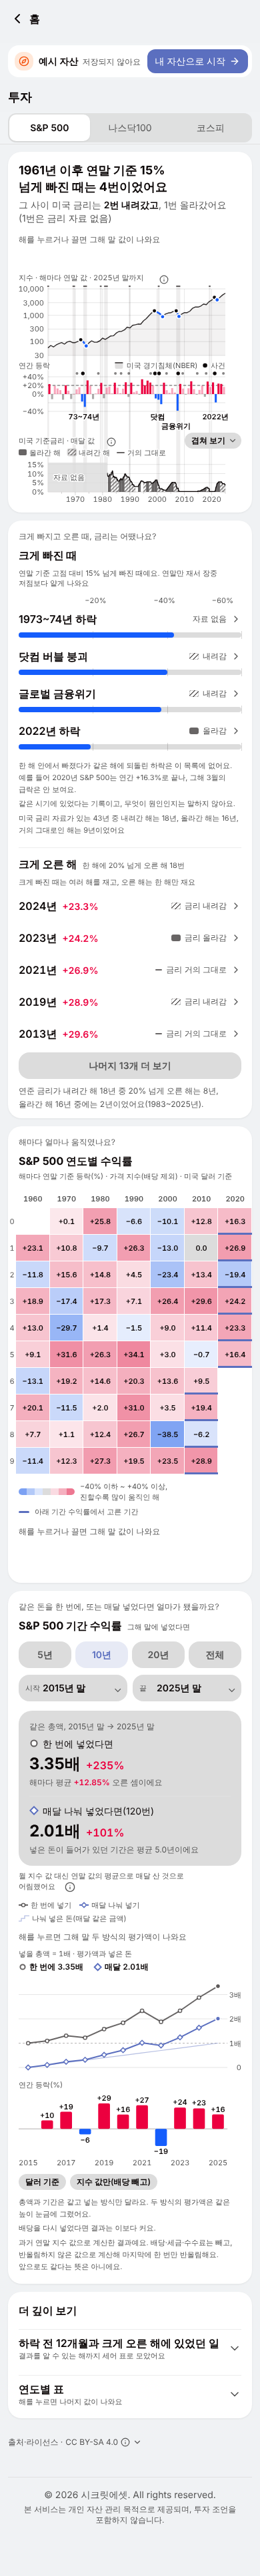 홈
예시 자산 저장되지 않아요
내 자산으로 시작
투자
S&P 500
나스닥100
코스피
1961년 이후 연말 기준 15%
넘게 빠진 때는 4번이었어요
그 사이 미국 금리는 2번 내려갔고, 1번 올라갔어요
(1번은 금리 자료 없음)
해를 누르거나 끌면 그해 말 값이 나와요
지수 · 해마다 연말 값 · 2025년 말까지
10,000
3,000
1,000
300
100
30
연간 등락
미국 경기침체(NBER)
사건
+40%
+20%
0%
−40%
73~74년
닷컴
2022년
금융위기
미국 기준금리 · 매달 값
겹쳐 보기
올라간 해
내려간 해
거의 그대로
15%
10%
5%
0%
자료 없음
1970 1980 1990 2000 2010 2020
크게 빠지고 오른 때, 금리는 어땠나요?
크게 빠진 때
연말 기준 고점 대비 15% 넘게 빠진 때예요. 연말만 재서 장중
저점보다 얕게 나와요
−20%
−40%
−60%
1973~74년 하락
자료 없음
닷컴 버블 붕괴
내려감
글로벌 금융위기
내려감
2022년 하락
올라감
한 해 안에서 빠졌다가 같은 해에 되돌린 하락은 이 목록에 없어요.
예를 들어 2020년 S&P 500는 연간 +16.3%로 끝나, 그해 3월의
급락은 안 보여요.
같은 시기에 있었다는 기록이고, 무엇이 원인인지는 말하지 않아요.
미국 금리 자료가 있는 43년 중 내려간 해는 18년, 올라간 해는 16년,
거의 그대로인 해는 9년이었어요
크게 오른 해 한 해에 20% 넘게 오른 해 18번
크게 빠진 때는 여러 해를 재고, 오른 해는 한 해만 재요
2024년 +23.3%
금리 내려감
2023년 +24.2%
금리 올라감
2021년 +26.9%
금리 거의 그대로
2019년 +28.9%
금리 내려감
2013년 +29.6%
금리 거의 그대로
나머지 13개 더 보기
연준 금리가 내려간 해 18년 중 20% 넘게 오른 해는 8년,
올라간 해 16년 중에는 2년이었어요(1983~2025년).
해마다 얼마나 움직였나요?
S&P 500 연도별 수익률
해마다 연말 기준 등락(%) · 가격 지수(배당 제외) · 미국 달러 기준
1960 1970 1980 1990 2000 2010 2020
0 +0.1 +25.8 −6.6 −10.1 +12.8 +16.3
1 +23.1 +10.8 −9.7 +26.3 −13.0 0.0 +26.9
2 −11.8 +15.6 +14.8 +4.5 −23.4 +13.4 −19.4
3 +18.9 −17.4 +17.3 +7.1 +26.4 +29.6 +24.2
4 +13.0 −29.7 +1.4 −1.5 +9.0 +11.4 +23.3
5 +9.1 +31.6 +26.3 +34.1 +3.0 −0.7 +16.4
6 −13.1 +19.2 +14.6 +20.3 +13.6 +9.5
7 +20.1 −11.5 +2.0 +31.0 +3.5 +19.4
8 +7.7 +1.1 +12.4 +26.7 −38.5 −6.2
9 −11.4 +12.3 +27.3 +19.5 +23.5 +28.9
−40% 이하 ~ +40% 이상,
진할수록 많이 움직인 해
아래 기간 수익률에서 고른 기간
해를 누르거나 끌면 그해 말 값이 나와요
같은 돈을 한 번에, 또는 매달 넣었다면 얼마가 됐을까요?
S&P 500 기간 수익률 그해 말에 넣었다면
5년
10년
20년
전체
시작 2015년 말
끝 2025년 말
같은 총액, 2015년 말 → 2025년 말
한 번에 넣었다면
3.35배 +235%
해마다 평균 +12.85% 오른 셈이에요
매달 나눠 넣었다면(120번)
2.01배 +101%
넣은 돈이 들어가 있던 기간은 평균 5.0년이에요
월 지수 값 대신 연말 값의 평균으로 매달 산 것으로
어림했어요
한 번에 넣기
매달 나눠 넣기
나눠 넣은 돈(매달 같은 금액)
해를 누르면 그해 말 두 방식의 평가액이 나와요
넣을 총액 = 1배 · 평가액과 넣은 돈
한 번에 3.35배
매달 2.01배
3배
2배
1배
0
연간 등락(%)
+10
+19
−6
+29
+16
+27
−19
+24
+23
+16
2015 2017 2019 2021 2023 2025
달러 기준
지수 값만(배당 빼고)
총액과 기간은 같고 넣는 방식만 달라요. 두 방식의 평가액은 같은
높이 눈금에 그렸어요.
배당을 다시 넣었다면 결과는 이보다 커요.
과거 연말 지수 값으로 계산한 결과예요. 배당·세금·수수료는 빼고,
반올림하지 않은 값으로 계산해 마지막에 한 번만 반올림해요.
앞으로도 같다는 뜻은 아니에요.
더 깊이 보기
하락 전 12개월과 크게 오른 해에 있었던 일
결과를 알 수 있는 해까지 세어 표로 모았어요
연도별 표
해를 누르면 나머지 값이 나와요
출처·라이선스 · CC BY-SA 4.0
© 2026 시크릿에셋. All rights reserved.
본 서비스는 개인 자산 관리 목적으로 제공되며, 투자 조언을
포함하지 않습니다.